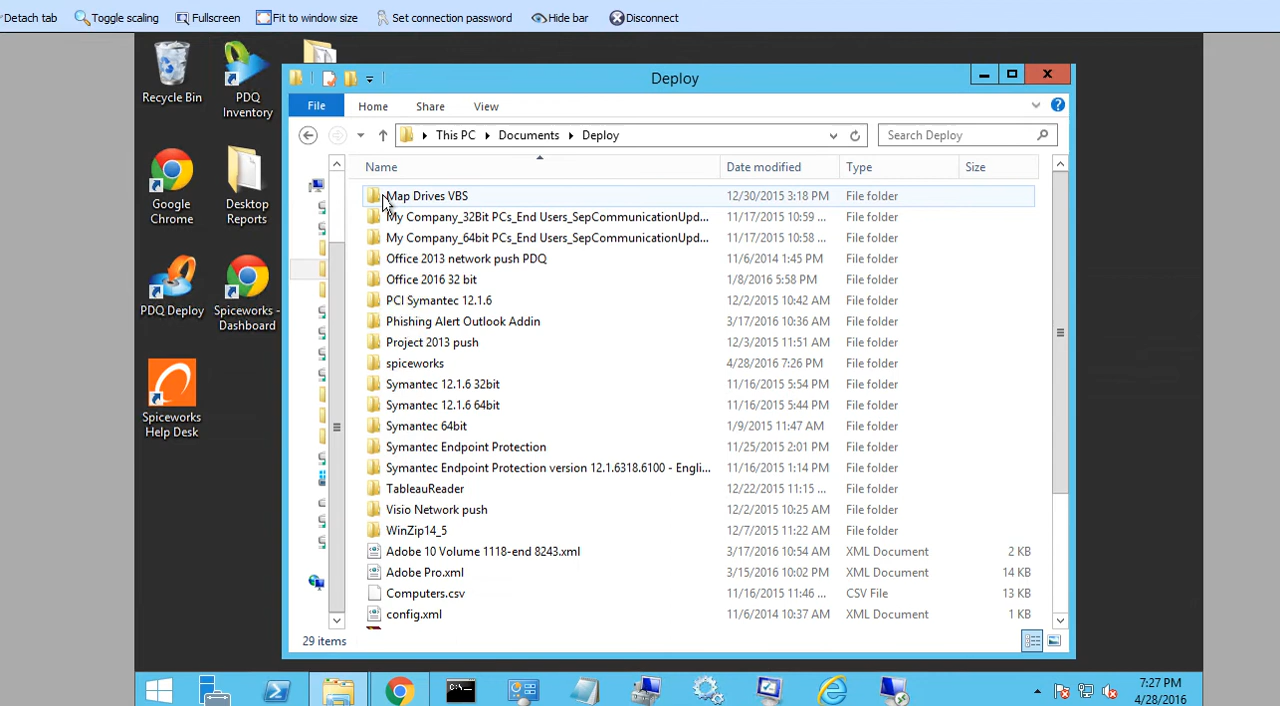 Detach tab Toggle scaling Fullscreen Fit to window size Set connection password Hide bar Disconnect
Deploy
File Home Share View
This PC Documents Deploy Search Deploy
Name Date modified Type Size
Map Drives VBS 12/30/2015 3:18 PM File folder
My Company_32Bit PCs_End Users_SepCommunicationUpd... 11/17/2015 10:59 ... File folder
My Company_64bit PCs_End Users_SepCommunicationUpd... 11/17/2015 10:58 ... File folder
Office 2013 network push PDQ 11/6/2014 1:45 PM File folder
Office 2016 32 bit 1/8/2016 5:58 PM File folder
PCI Symantec 12.1.6 12/2/2015 10:42 AM File folder
Phishing Alert Outlook Addin 3/17/2016 10:36 AM File folder
Project 2013 push 12/3/2015 11:51 AM File folder
spiceworks 4/28/2016 7:26 PM File folder
Symantec 12.1.6 32bit 11/16/2015 5:54 PM File folder
Symantec 12.1.6 64bit 11/16/2015 5:44 PM File folder
Symantec 64bit 1/9/2015 11:47 AM File folder
Symantec Endpoint Protection 11/25/2015 2:01 PM File folder
Symantec Endpoint Protection version 12.1.6318.6100 - Engli... 11/16/2015 1:14 PM File folder
TableauReader 12/22/2015 11:15 ... File folder
Visio Network push 12/2/2015 10:25 AM File folder
WinZip14_5 12/7/2015 11:22 AM File folder
Adobe 10 Volume 1118-end 8243.xml 3/17/2016 10:54 AM XML Document 2 KB
Adobe Pro.xml 3/15/2016 10:02 PM XML Document 14 KB
Computers.csv 11/16/2015 11:46 ... CSV File 13 KB
config.xml 11/6/2014 10:37 AM XML Document 1 KB
29 items
Recycle Bin
PDQ
Inventory
Google
Chrome
Desktop
Reports
PDQ Deploy
Spiceworks -
Dashboard
Spiceworks
Help Desk
7:27 PM
4/28/2016